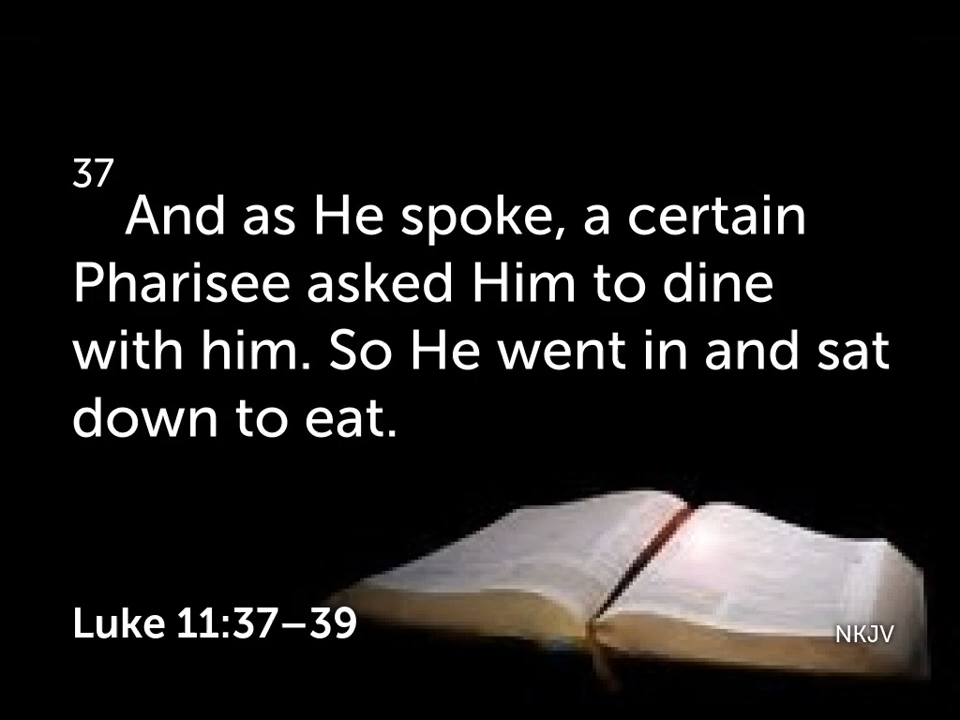 37
And as He spoke, a certain
Pharisee asked Him to dine
with him. So He went in and sat
down to eat.
Luke 11:37–39
NKJV